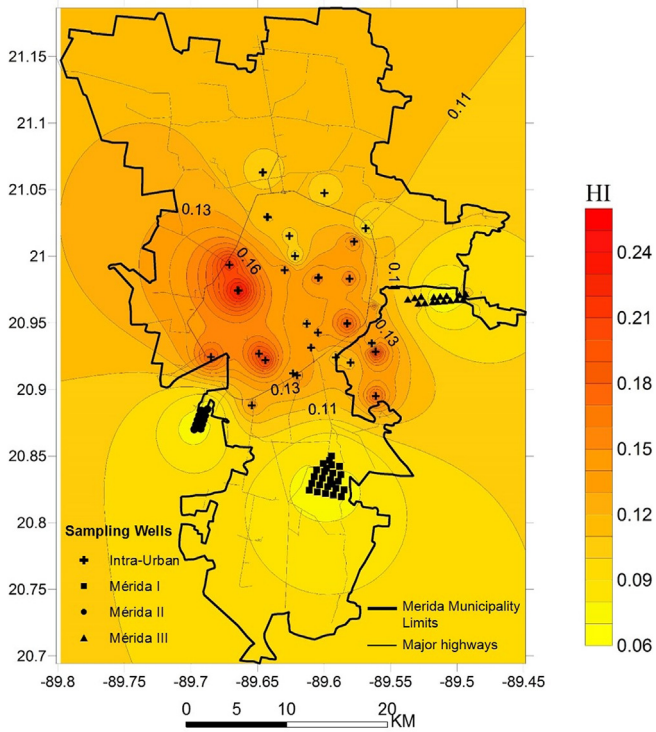 21.15
21.1
21.05
21
20.95
20.9
20.85
20.8
20.75
20.7
-89.8 -89.75 -89.7 -89.65 -89.6 -89.55 -89.5 -89.45
0.11
0.13
0.16
0.11
0.13
0.13
0.11
Sampling Wells
Intra-Urban
Mérida I
Mérida II
Mérida III
Merida Municipality
Limits
Major highways
0 5 10 20
KM
HI
0.24
0.21
0.18
0.15
0.12
0.09
0.06